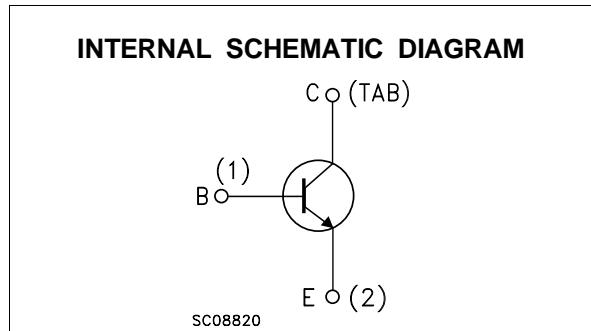 INTERNAL SCHEMATIC DIAGRAM
C (TAB)
(1)
B
E (2)
SC08820